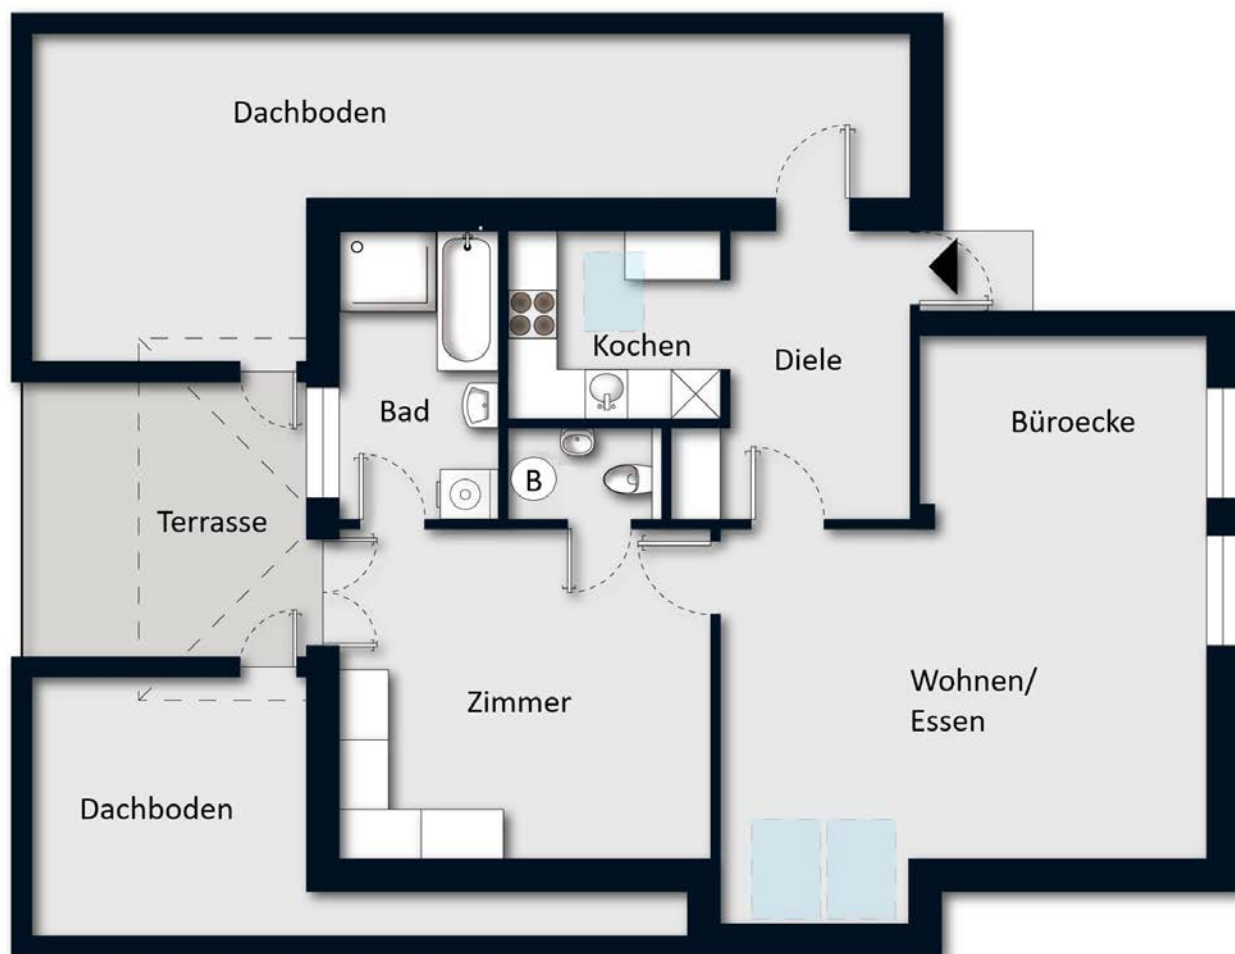 Dachboden
Kochen
Diele
Bad
Büroecke
B
Terrasse
Zimmer
Wohnen/
Essen
Dachboden